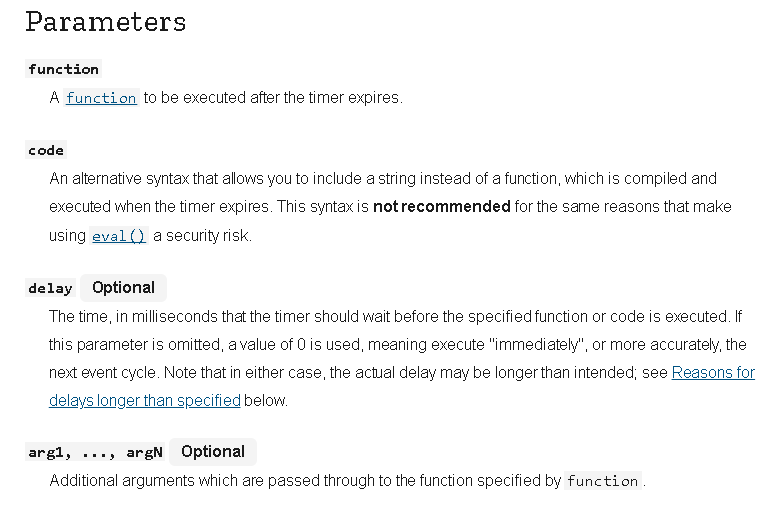 Parameters
function
A function to be executed after the timer expires.
code
An alternative syntax that allows you to include a string instead of a function, which is compiled and
executed when the timer expires. This syntax is not recommended for the same reasons that make
using eval() a security risk.
delay Optional
The time, in milliseconds that the timer should wait before the specified function or code is executed. If
this parameter is omitted, a value of 0 is used, meaning execute "immediately", or more accurately, the
next event cycle. Note that in either case, the actual delay may be longer than intended; see Reasons for
delays longer than specified below.
arg1, ..., argN Optional
Additional arguments which are passed through to the function specified by function.